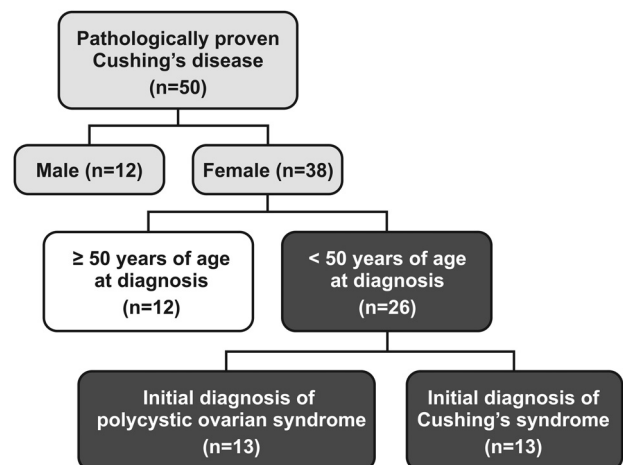 Pathologically proven
Cushing's disease
(n=50)
Male (n=12)
Female (n=38)
≥ 50 years of age
at diagnosis
(n=12)
< 50 years of age
at diagnosis
(n=26)
Initial diagnosis of
polycystic ovarian syndrome
(n=13)
Initial diagnosis of
Cushing's syndrome
(n=13)